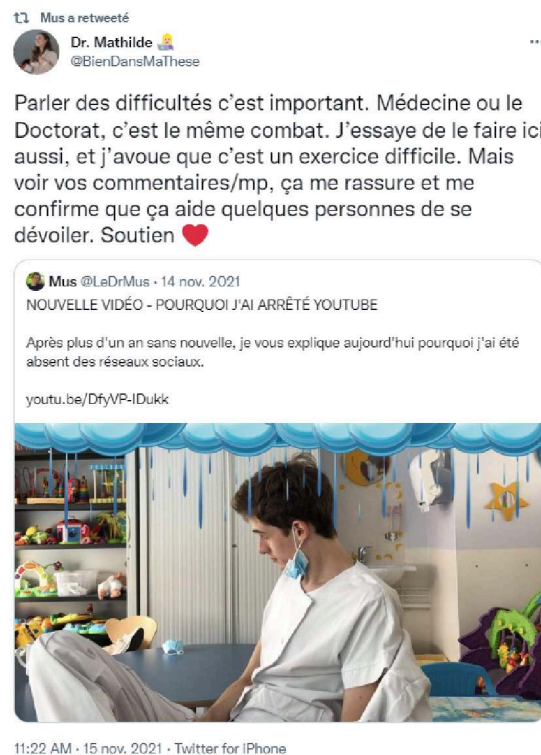 Mus a retweeté
Dr. Mathilde
@BienDansMaThese
Parler des difficultés c'est important. Médecine ou le
Doctorat, c'est le même combat. J'essaye de le faire ici
aussi, et j'avoue que c'est un exercice difficile. Mais
voir vos commentaires/mp, ça me rassure et me
confirme que ça aide quelques personnes de se
dévoiler. Soutien ❤️
Mus @LeDrMus · 14 nov. 2021
NOUVELLE VIDÉO - POURQUOI J'AI ARRÊTÉ YOUTUBE
Après plus d'un an sans nouvelle, je vous explique aujourd'hui pourquoi j'ai été
absent des réseaux sociaux.
youtu.be/DfyVP-IDukk
11:22 AM · 15 nov. 2021 · Twitter for iPhone